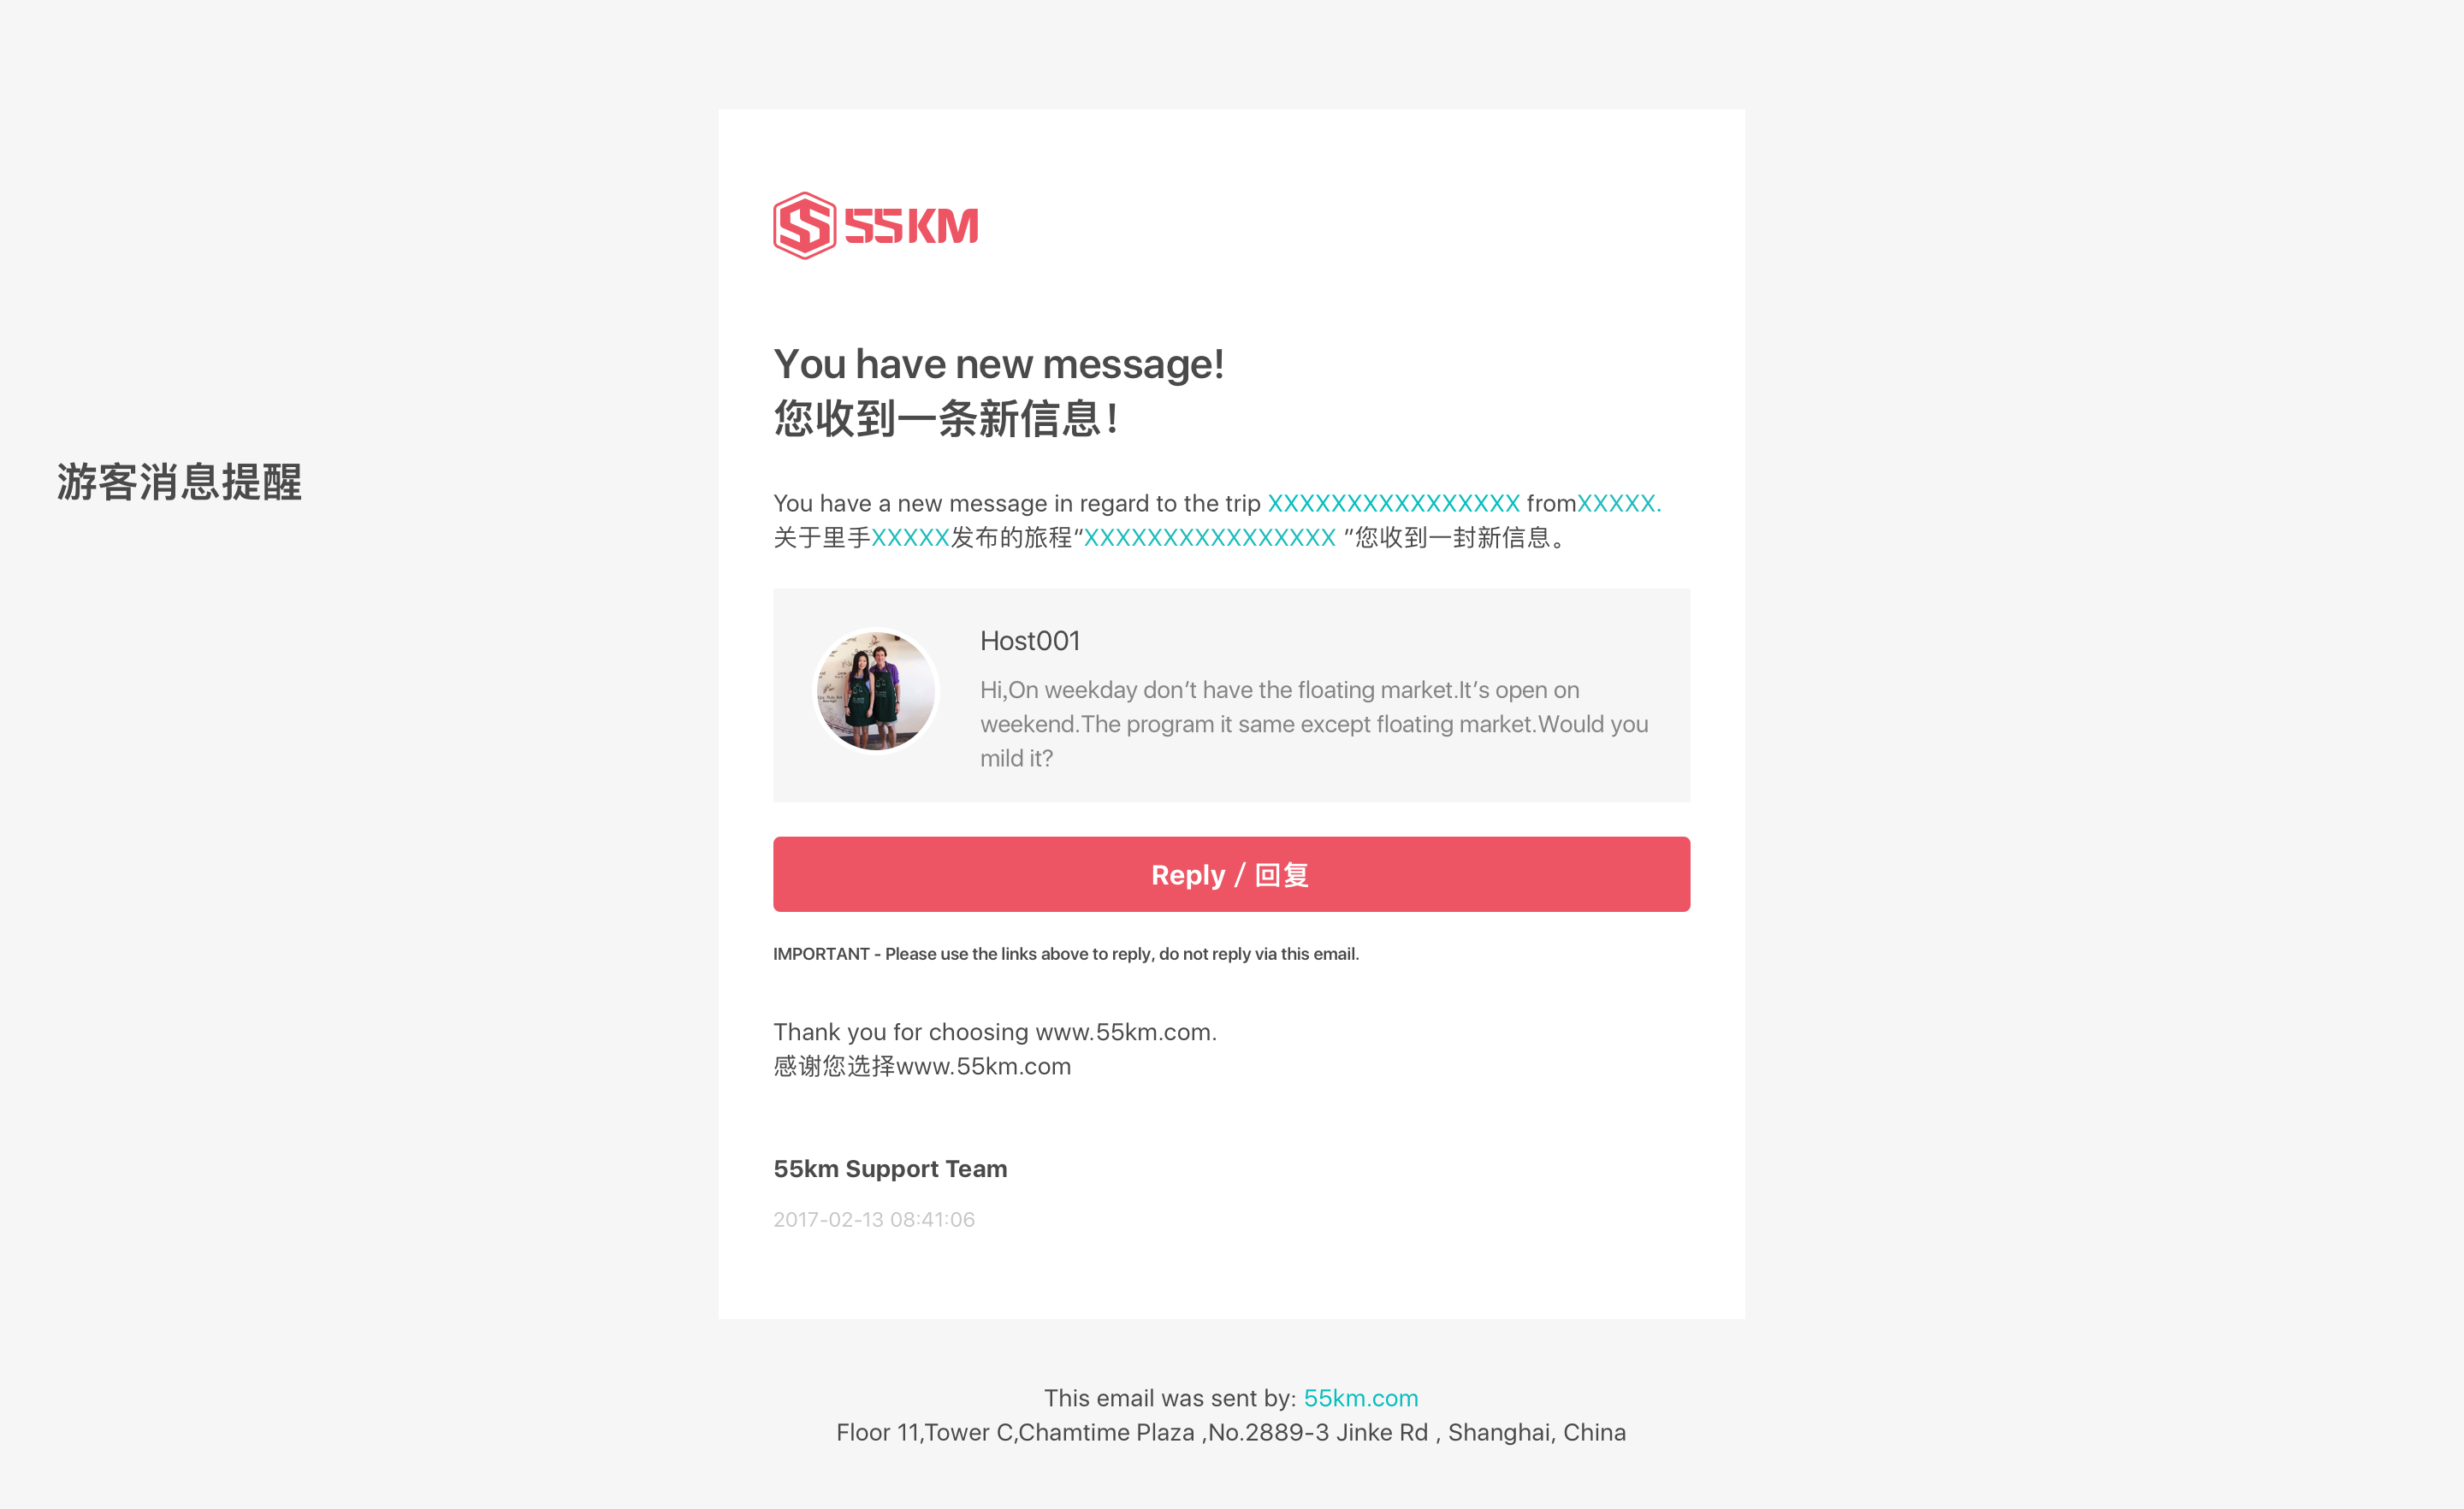 55KM
You have new message!
您收到一条新信息！
游客消息提醒
You have a new message in regard to the trip XXXXXXXXXXXXXXXX fromXXXXX.
关于里手XXXXX发布的旅程“XXXXXXXXXXXXXXXX ”您收到一封新信息。
Host001
Hi,On weekday don’t have the floating market.It’s open on
weekend.The program it same except floating market.Would you
mild it?
Reply / 回复
IMPORTANT - Please use the links above to reply, do not reply via this email.
Thank you for choosing www.55km.com.
感谢您选择www.55km.com
55km Support Team
2017-02-13 08:41:06
This email was sent by: 55km.com
Floor 11,Tower C,Chamtime Plaza ,No.2889-3 Jinke Rd , Shanghai, China